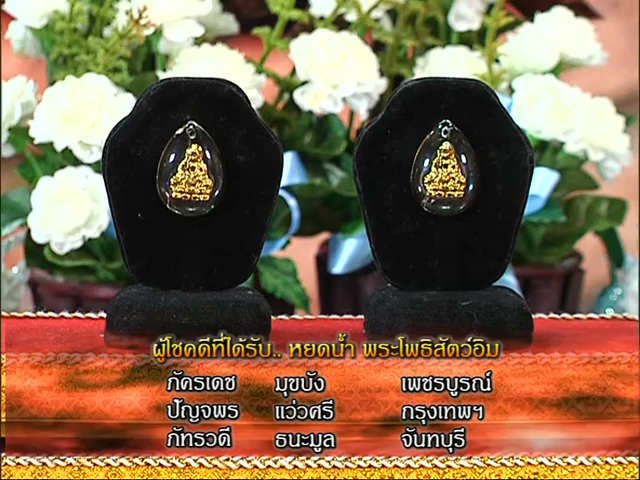 ผู้โชคดีที่ได้รับ.. หยดน้ำ พระโพธิสัตว์อิม
ภัครเดช มุขบัง เพชรบูรณ์
ปัญจพร แว่วศรี กรุงเทพฯ
ภัทรวดี ธนะมูล จันทบุรี